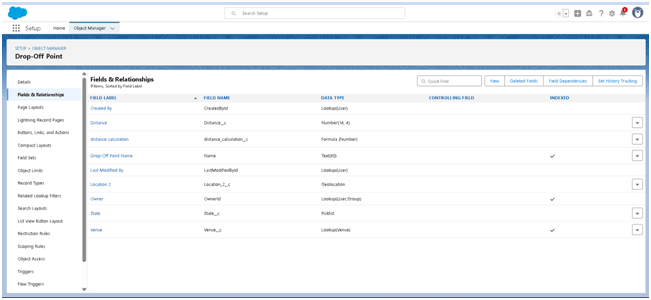 Search Setup
Setup Home Object Manager
SETUP > OBJECT MANAGER
Drop-Off Point
Details
Fields & Relationships
Page Layouts
Lightning Record Pages
Buttons, Links, and Actions
Compact Layouts
Field Sets
Object Limits
Record Types
Related Lookup Filters
Search Layouts
List View Button Layout
Restriction Rules
Scoping Rules
Object Access
Triggers
Flow Triggers
Fields & Relationships
9 Items, Sorted by Field Label
Quick Find New Deleted Fields Field Dependencies Set History Tracking
FIELD LABEL FIELD NAME DATA TYPE CONTROLLING FIELD INDEXED
Created By CreatedById Lookup(User)
Distance Distance__c Number(14, 4)
distance calculation distance_calculation__c Formula (Number)
Drop-Off Point Name Name Text(80)
Last Modified By LastModifiedById Lookup(User)
Location 2 Location_2__c Geolocation
Owner OwnerId Lookup(User,Group)
State State__c Picklist
Venue Venue__c Lookup(Venue)